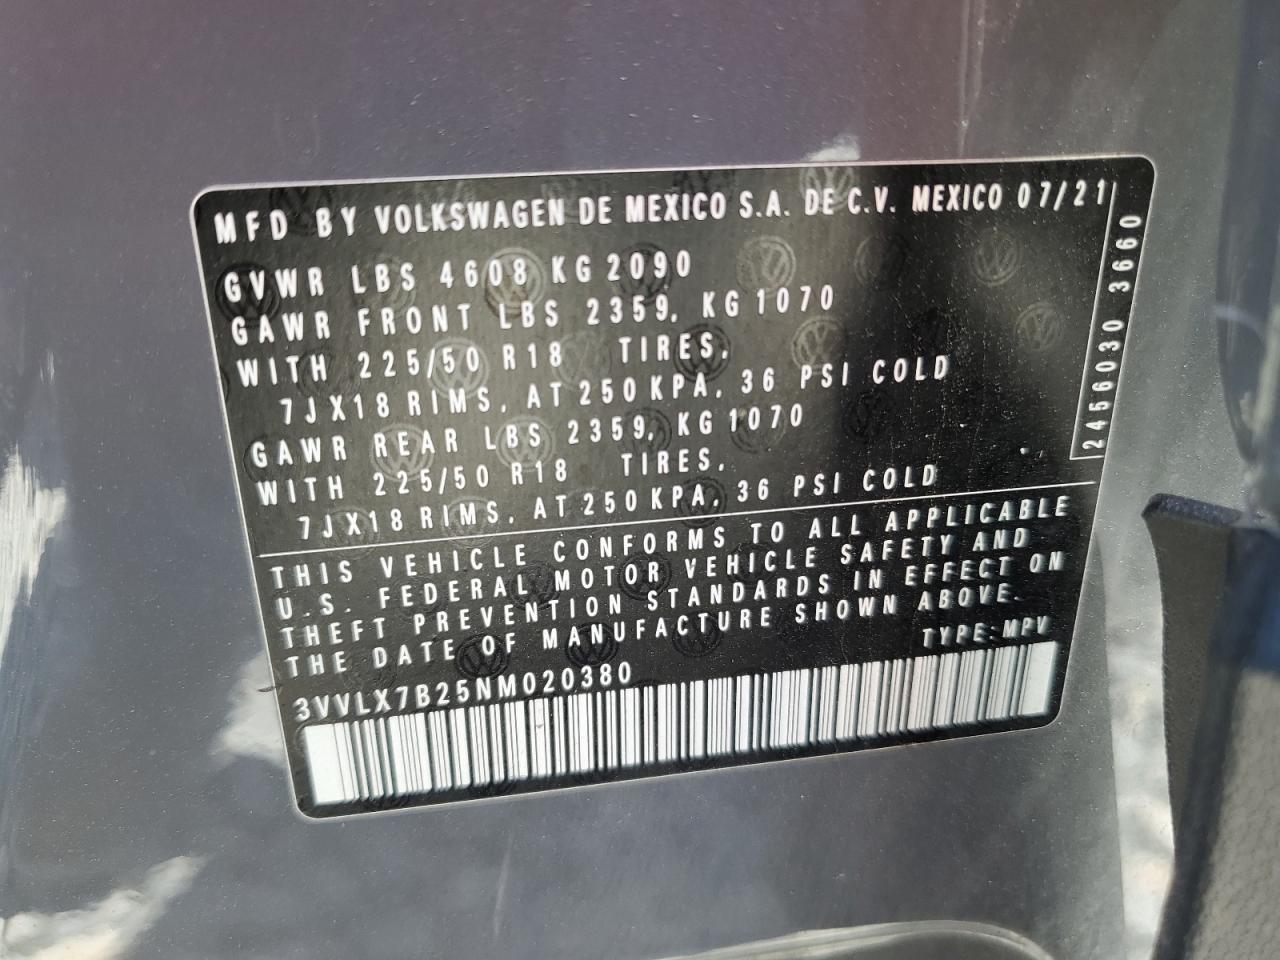 MFD BY VOLKSWAGEN DE MEXICO S.A. DE C.V. MEXICO 07/21
GVWR LBS 4608 KG 2090
GAWR FRONT LBS 2359, KG 1070
WITH 225/50 R18 TIRES,
7JX18 RIMS, AT 250 KPA, 36 PSI COLD
GAWR REAR LBS 2359, KG 1070
WITH 225/50 R18 TIRES,
7JX18 RIMS, AT 250 KPA, 36 PSI COLD
THIS VEHICLE CONFORMS TO ALL APPLICABLE
U.S. FEDERAL MOTOR VEHICLE SAFETY AND
THEFT PREVENTION STANDARDS IN EFFECT ON
THE DATE OF MANUFACTURE SHOWN ABOVE.
TYPE: MPV
3VVLX7B25NM020380
2456030 3660